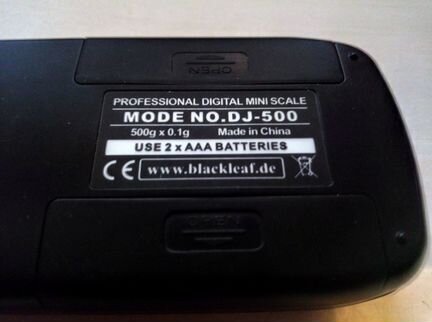 OPEN
PROFESSIONAL DIGITAL MINI SCALE
MODE NO.DJ-500
500g x 0.1g Made in China
USE 2 x AAA BATTERIES
CE www.blackleaf.de
OPEN